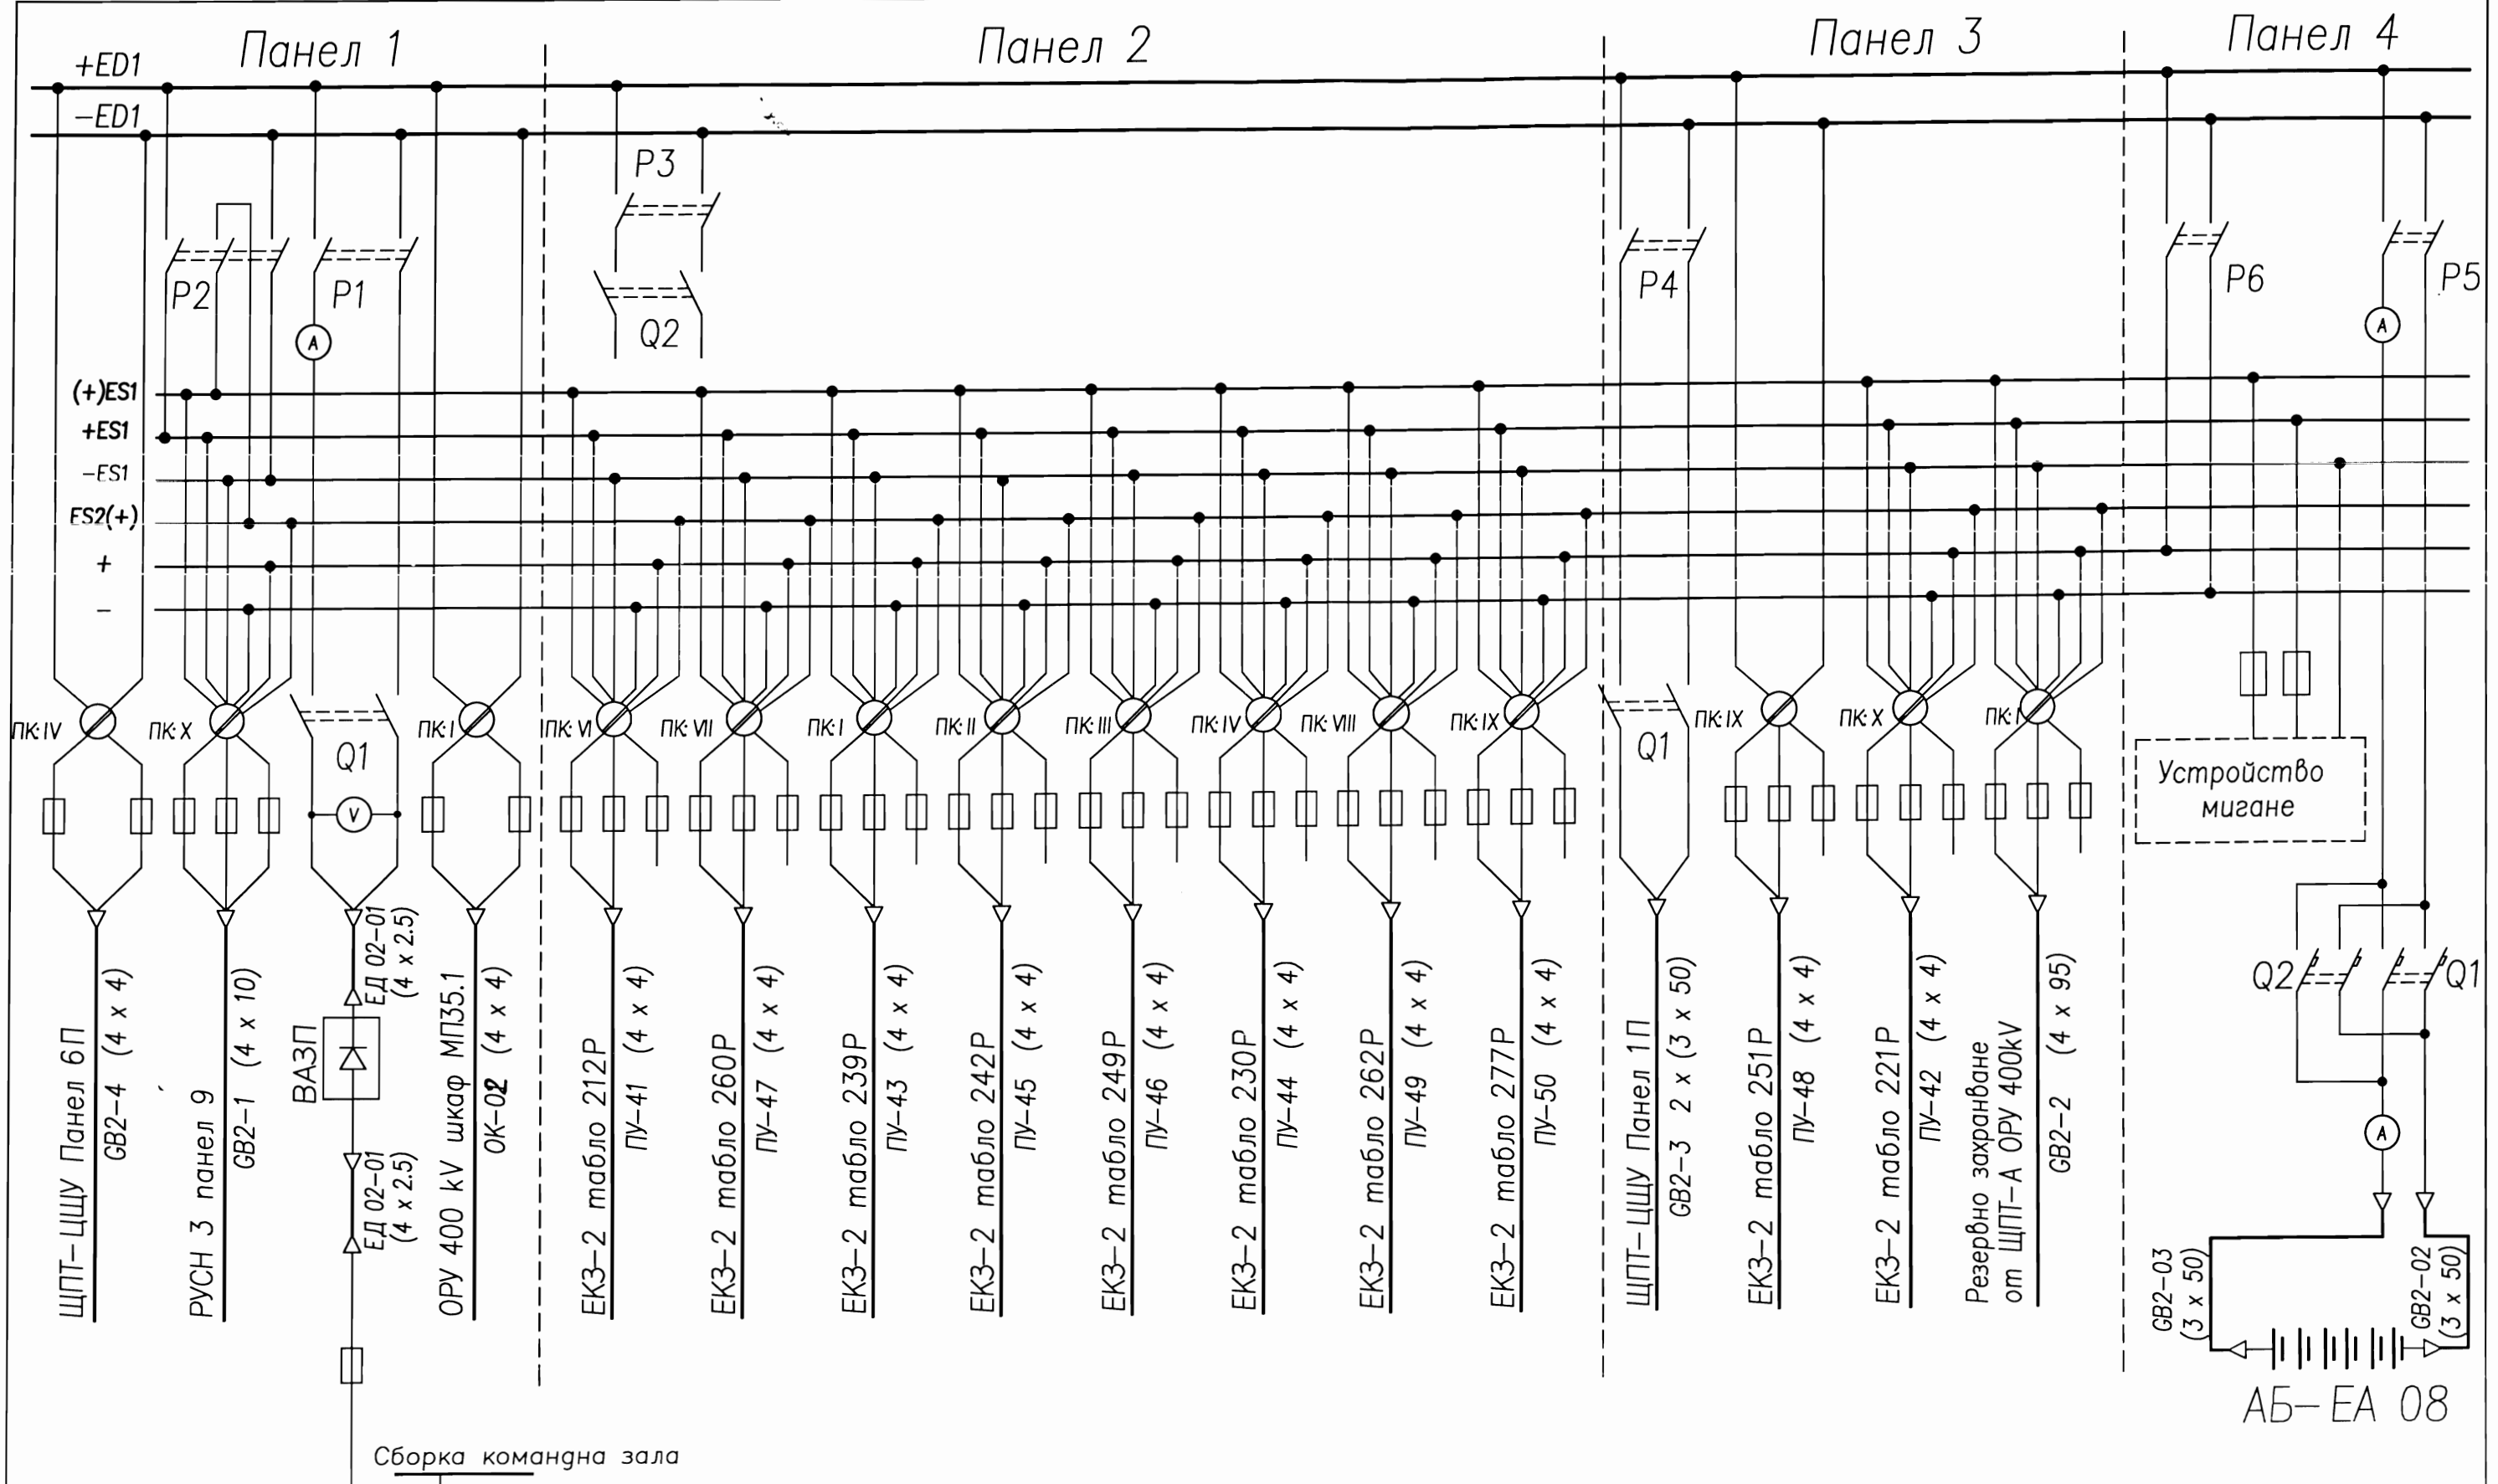 Панел 1
Панел 2
Панел 3
Панел 4
+ED1
−ED1
P3
P2
P1
P4
P6
P5
Q2
A
A
(+)ES1
+ES1
−ES1
ES2(+)
+
−
ПК:IV
ПК:X
Q1
V
ПК:I
ПК:VI
ПК:VII
ПК:I
ПК:II
ПК:III
ПК:IV
ПК:VIII
ПК:IX
Q1
ПК:IX
ПК:X
ПК:I
Устройство
мигане
ЩПТ−ЦЩУ Панел 6П
GB2−4 (4 x 4)
РУСН 3 панел 9
GB2−1 (4 x 10)
ЕД 02−01
(4 x 2.5)
ВАЗП
ЕД 02−01
(4 x 2.5)
ОРУ 400 kV шкаф МП35.1
ОК−02 (4 x 4)
ЕКЗ−2 табло 212Р
ПУ−41 (4 x 4)
ЕКЗ−2 табло 260Р
ПУ−47 (4 x 4)
ЕКЗ−2 табло 239Р
ПУ−43 (4 x 4)
ЕКЗ−2 табло 242Р
ПУ−45 (4 x 4)
ЕКЗ−2 табло 249Р
ПУ−46 (4 x 4)
ЕКЗ−2 табло 230Р
ПУ−44 (4 x 4)
ЕКЗ−2 табло 262Р
ПУ−49 (4 x 4)
ЕКЗ−2 табло 277Р
ПУ−50 (4 x 4)
ЩПТ−ЦЩУ Панел 1П
GB2−3 2 x (3 x 50)
ЕКЗ−2 табло 251Р
ПУ−48 (4 x 4)
ЕКЗ−2 табло 221Р
ПУ−42 (4 x 4)
Резервно захранване
от ЩПТ−А ОРУ 400kV
GB2−2 (4 x 95)
Q2
Q1
A
GB2−03
(3 x 50)
GB2−02
(3 x 50)
АБ−ЕА 08
Сборка командна зала